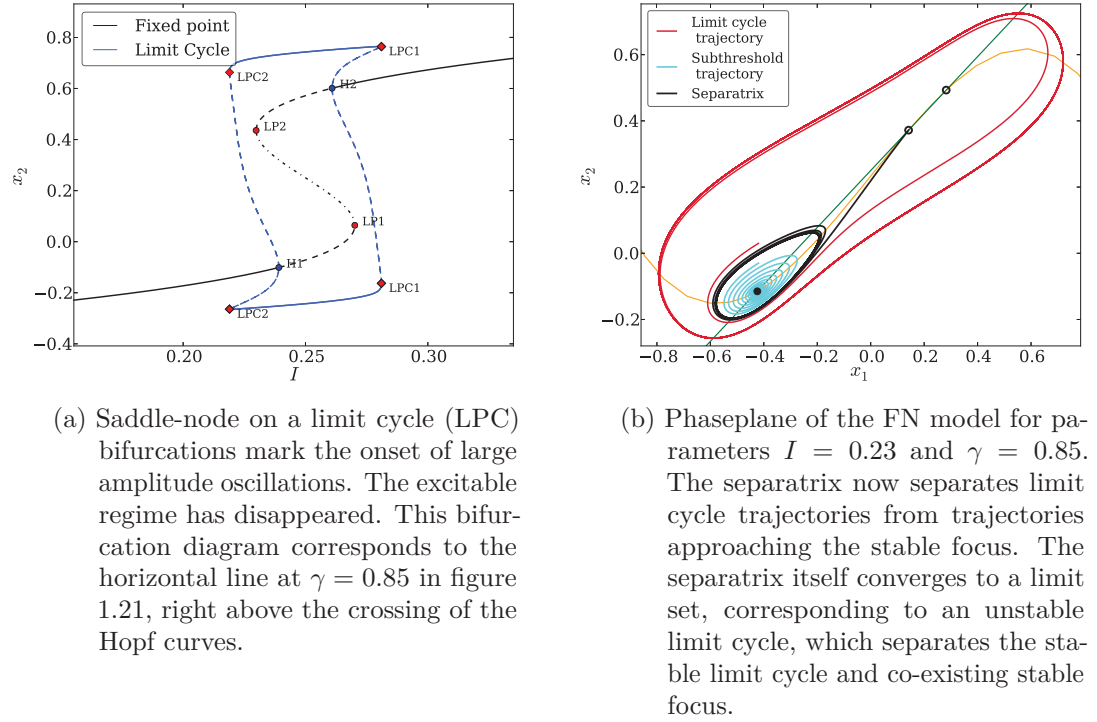 Fixed point
Limit Cycle
0.8
0.6
0.4
0.2
0.0
−0.2
−0.4
x2
0.20
0.25
0.30
I
LPC1
LPC2
H2
LP2
LP1
H1
LPC1
LPC2
Limit cycle
trajectory
Subthreshold
trajectory
Separatrix
0.6
0.4
0.2
0.0
−0.2
x2
−0.8
−0.6
−0.4
−0.2
0.0
0.2
0.4
0.6
x1
(a) Saddle-node on a limit cycle (LPC)
bifurcations mark the onset of large
amplitude oscillations. The excitable
regime has disappeared. This bifur-
cation diagram corresponds to the
horizontal line at γ = 0.85 in figure
1.21, right above the crossing of the
Hopf curves.
(b) Phaseplane of the FN model for pa-
rameters I = 0.23 and γ = 0.85.
The separatrix now separates limit
cycle trajectories from trajectories
approaching the stable focus. The
separatrix itself converges to a limit
set, corresponding to an unstable
limit cycle, which separates the sta-
ble limit cycle and co-existing stable
focus.